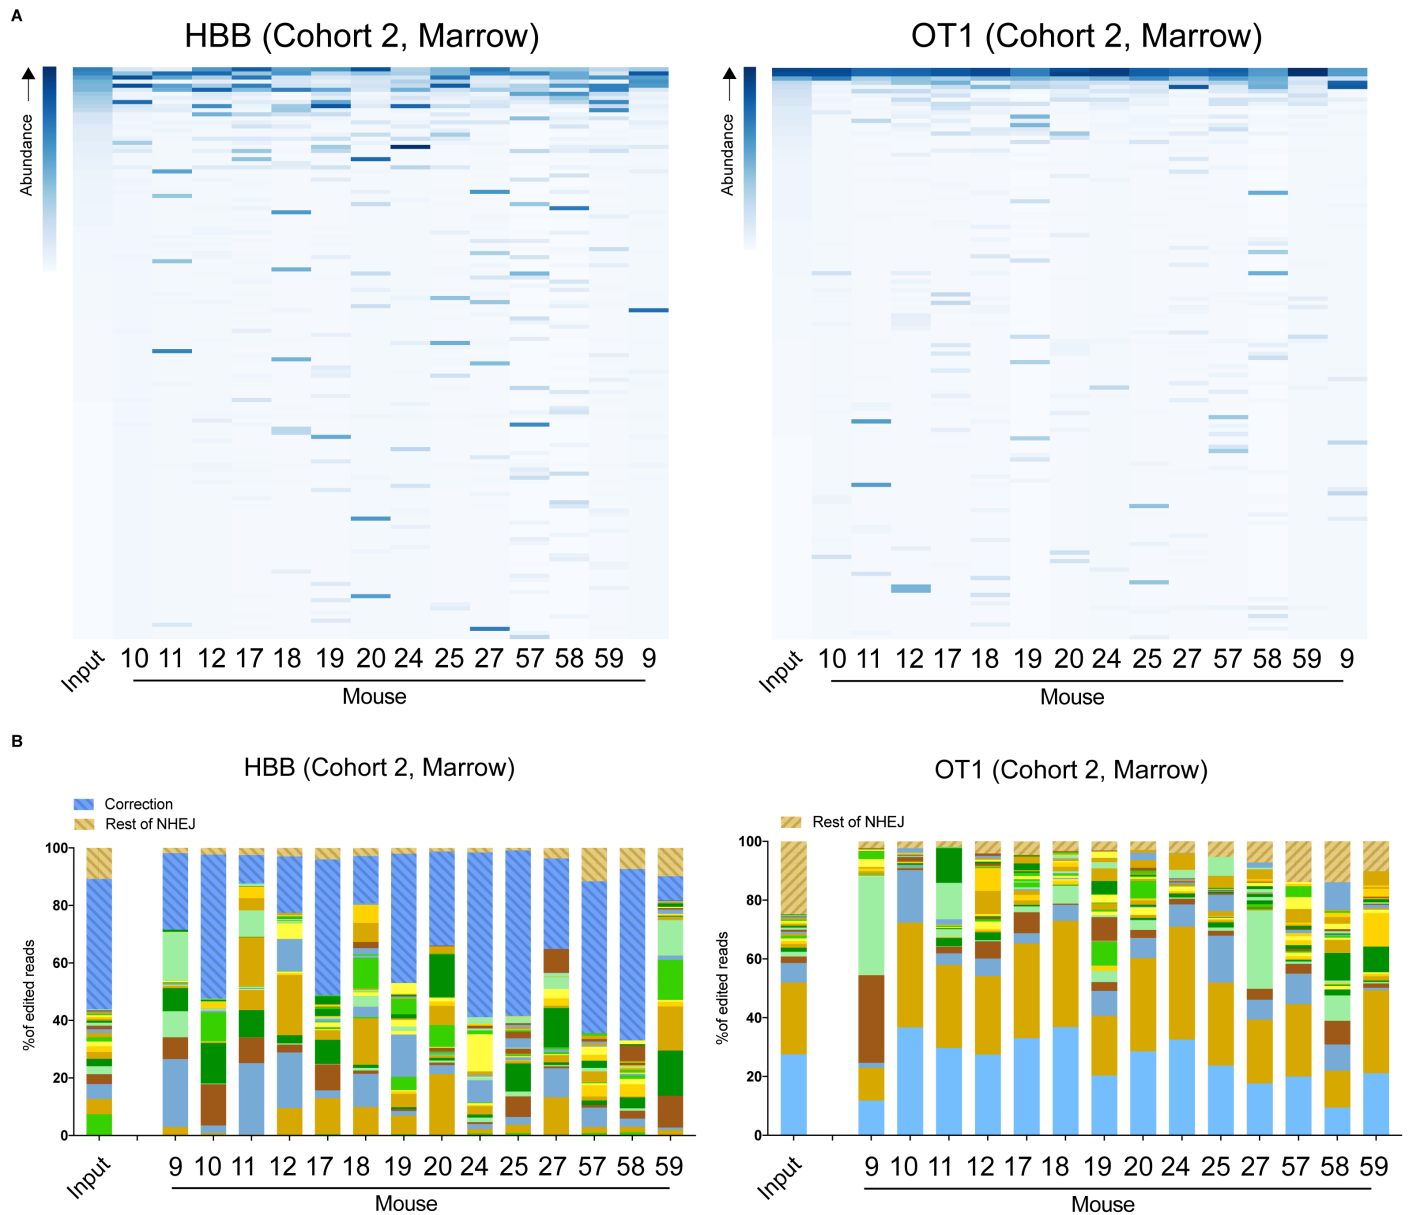 A
HBB (Cohort 2, Marrow)
OT1 (Cohort 2, Marrow)
Abundance
Abundance
Input 10 11 12 17 18 19 20 24 25 27 57 58 59 9
Mouse
Input 10 11 12 17 18 19 20 24 25 27 57 58 59 9
Mouse
B
HBB (Cohort 2, Marrow)
Correction
Rest of NHEJ
%of edited reads
100
80
60
40
20
0
Input 9 10 11 12 17 18 19 20 24 25 27 57 58 59
Mouse
OT1 (Cohort 2, Marrow)
Rest of NHEJ
%of edited reads
100
80
60
40
20
0
Input 9 10 11 12 17 18 19 20 24 25 27 57 58 59
Mouse